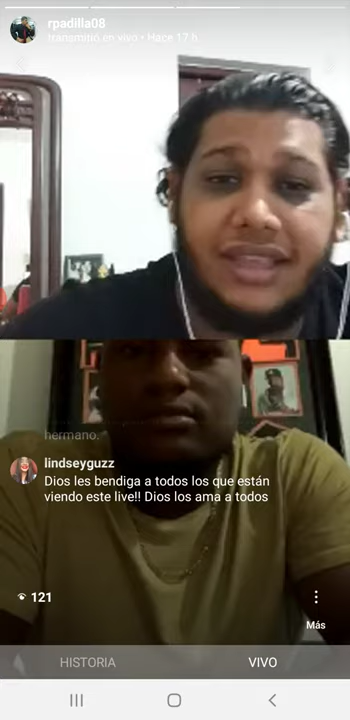 rpadilla08
transmitió en vivo • Hace 17 h
hermano.
lindseyguzz
Dios les bendiga a todos los que están
viendo este live!! Dios los ama a todos
121
Más
HISTORIA
VIVO